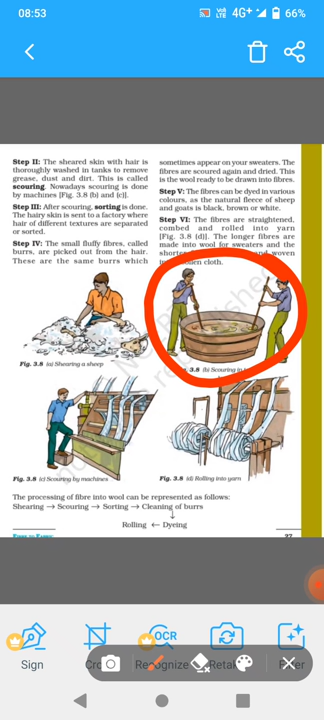 08:53
4G+
66%
Step II: The sheared skin with hair is
thoroughly washed in tanks to remove
grease, dust and dirt. This is called
scouring. Nowadays scouring is done
by machines [Fig. 3.8 (b) and (c)].
Step III: After scouring, sorting is done.
The hairy skin is sent to a factory where
hair of different textures are separated
or sorted.
Step IV: The small fluffy fibres, called
burrs, are picked out from the hair.
These are the same burrs which
sometimes appear on your sweaters. The
fibres are scoured again and dried. This
is the wool ready to be drawn into fibres.
Step V: The fibres can be dyed in various
colours, as the natural fleece of sheep
and goats is black, brown or white.
Step VI: The fibres are straightened,
combed and rolled into yarn
[Fig. 3.8 (d)]. The longer fibres are
made into wool for sweaters and the
woven
cloth.
Fig. 3.8 (a) Shearing a sheep
3.8 (b) Scouring in
Fig. 3.8 (c) Scouring by machines
Fig. 3.8 (d) Rolling into yarn
The processing of fibre into wool can be represented as follows:
Shearing → Scouring → Sorting → Cleaning of burrs
↓
Rolling ← Dyeing
27
OCR
Sign
Recognize